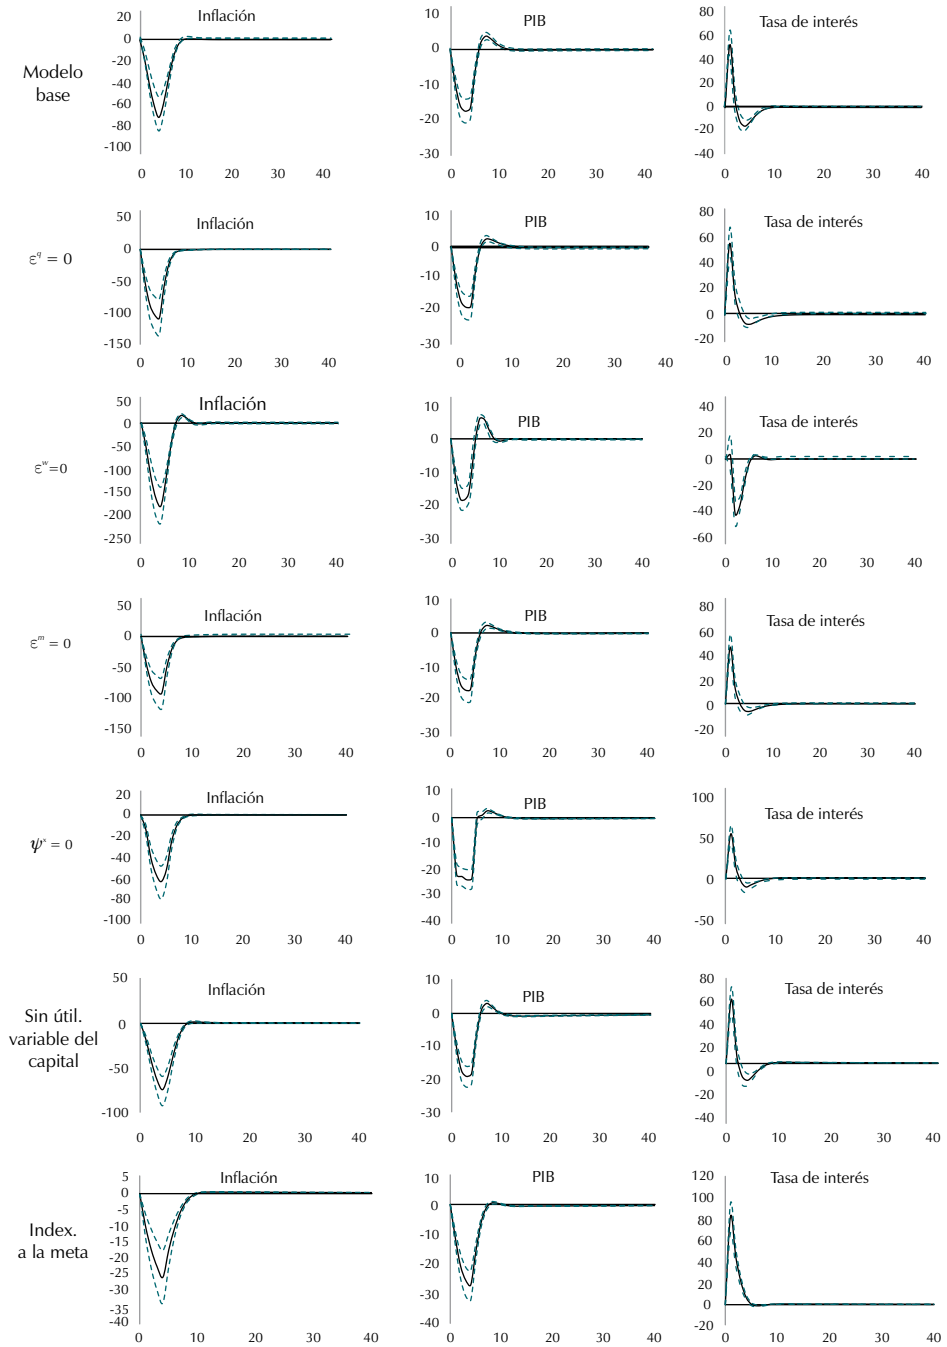 Modelo
base
Inflación
20
0
-20
-40
-60
-80
-100
0 10 20 30 40
PIB
10
0
-10
-20
-30
0 10 20 30 40
Tasa de interés
80
60
40
20
0
-20
-40
0 10 20 30 40
εq = 0
Inflación
50
0
-50
-100
-150
0 10 20 30 40
PIB
10
0
-10
-20
-30
0 10 20 30 40
Tasa de interés
80
60
40
20
0
-20
0 10 20 30 40
εw=0
Inflación
50
0
-50
-100
-150
-200
-250
0 10 20 30 40
PIB
10
0
-10
-20
-30
0 10 20 30 40
Tasa de interés
40
20
0
-20
-40
-60
0 10 20 30 40
εm = 0
Inflación
50
0
-50
-100
-150
0 10 20 30 40
PIB
10
0
-10
-20
-30
0 10 20 30 40
Tasa de interés
80
60
40
20
0
-20
0 10 20 30 40
ψx = 0
Inflación
20
0
-20
-40
-60
-80
-100
0 10 20 30 40
PIB
10
0
-10
-20
-30
-40
0 10 20 30 40
Tasa de interés
100
50
0
-50
0 10 20 30 40
Sin útil.
variable del
capital
Inflación
50
0
-50
-100
0 10 20 30 40
PIB
10
0
-10
-20
-30
0 10 20 30 40
Tasa de interés
80
60
40
20
0
-20
-40
0 10 20 30 40
Index.
a la meta
Inflación
5
0
-5
-10
-15
-20
-25
-30
-35
-40
0 10 20 30 40
PIB
10
0
-10
-20
-30
-40
0 10 20 30 40
Tasa de interés
120
100
80
60
40
20
0
-20
0 10 20 30 40